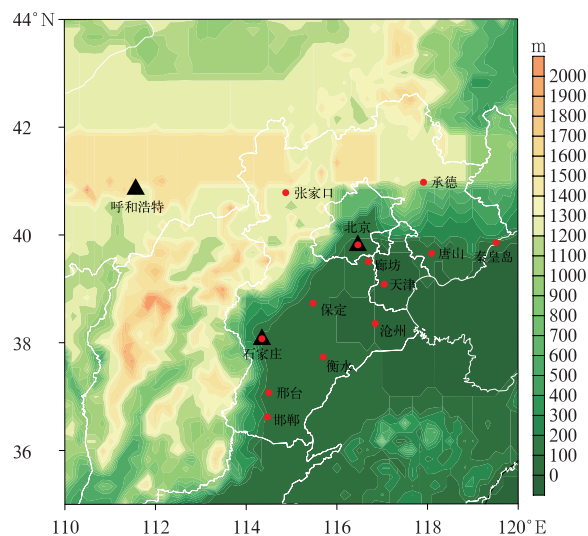 44°N
m
2000
1900
1800
42
1700
1600
承德
1500
呼和浩特
张家口
1400
1300
北京
1200
40
唐山
秦皇岛
1100
廊坊
天津
1000
保定
900
沧州
800
38
石家庄
700
衡水
600
500
邢台
400
邯郸
300
36
200
100
0
110
112
114
116
118
120°E